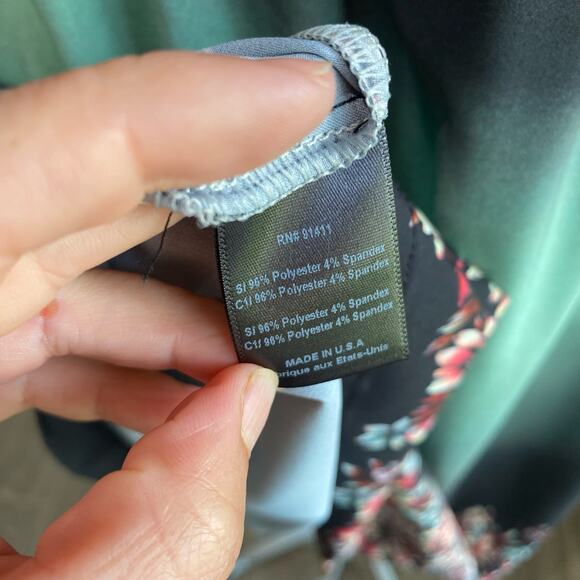 RN# 91411
S/ 96% Polyester 4% Spandex
C1/ 96% Polyester 4% Spandex
S/ 96% Polyester 4% Spandex
C1/ 96% Polyester 4% Spandex
MADE IN U.S.A
brique aux Etats-Unis